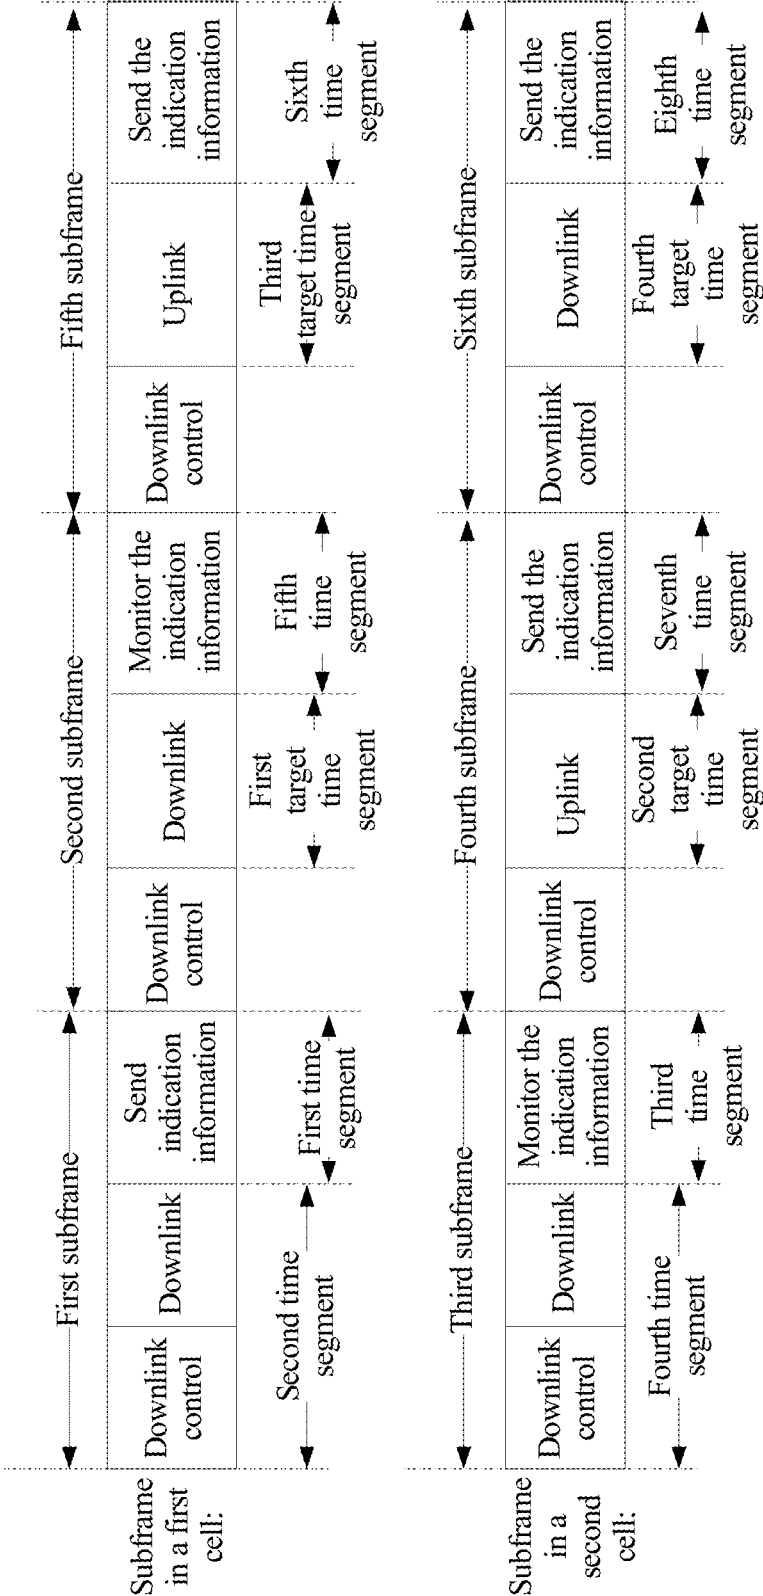 First subframe
Second subframe
Fifth subframe
Subframe
in a first
cell:
Downlink
control
Downlink
Send
indication
information
Downlink
control
Downlink
Monitor the
indication
information
Downlink
control
Uplink
Send the
indication
information
Second time
segment
First time
segment
First
target
time
segment
Fifth
time
segment
Third
target time
segment
Sixth
time
segment
Third subframe
Fourth subframe
Sixth subframe
Subframe
in a
second
cell:
Downlink
control
Downlink
Monitor the
indication
information
Downlink
control
Uplink
Send the
indication
information
Downlink
control
Downlink
Send the
indication
information
Fourth time
segment
Third
time
segment
Second
target
time
segment
Seventh
time
segment
Fourth
target
time
segment
Eighth
time
segment